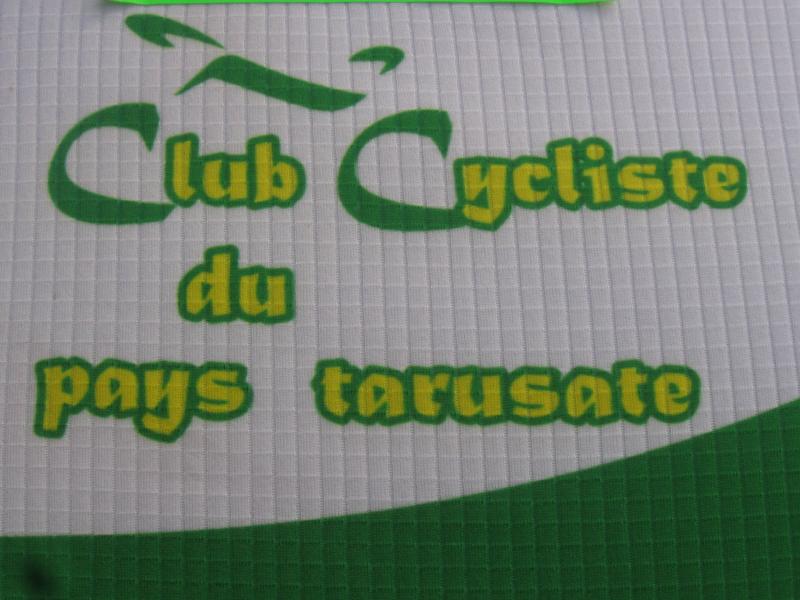 Club Cycliste
du
pays tarusate